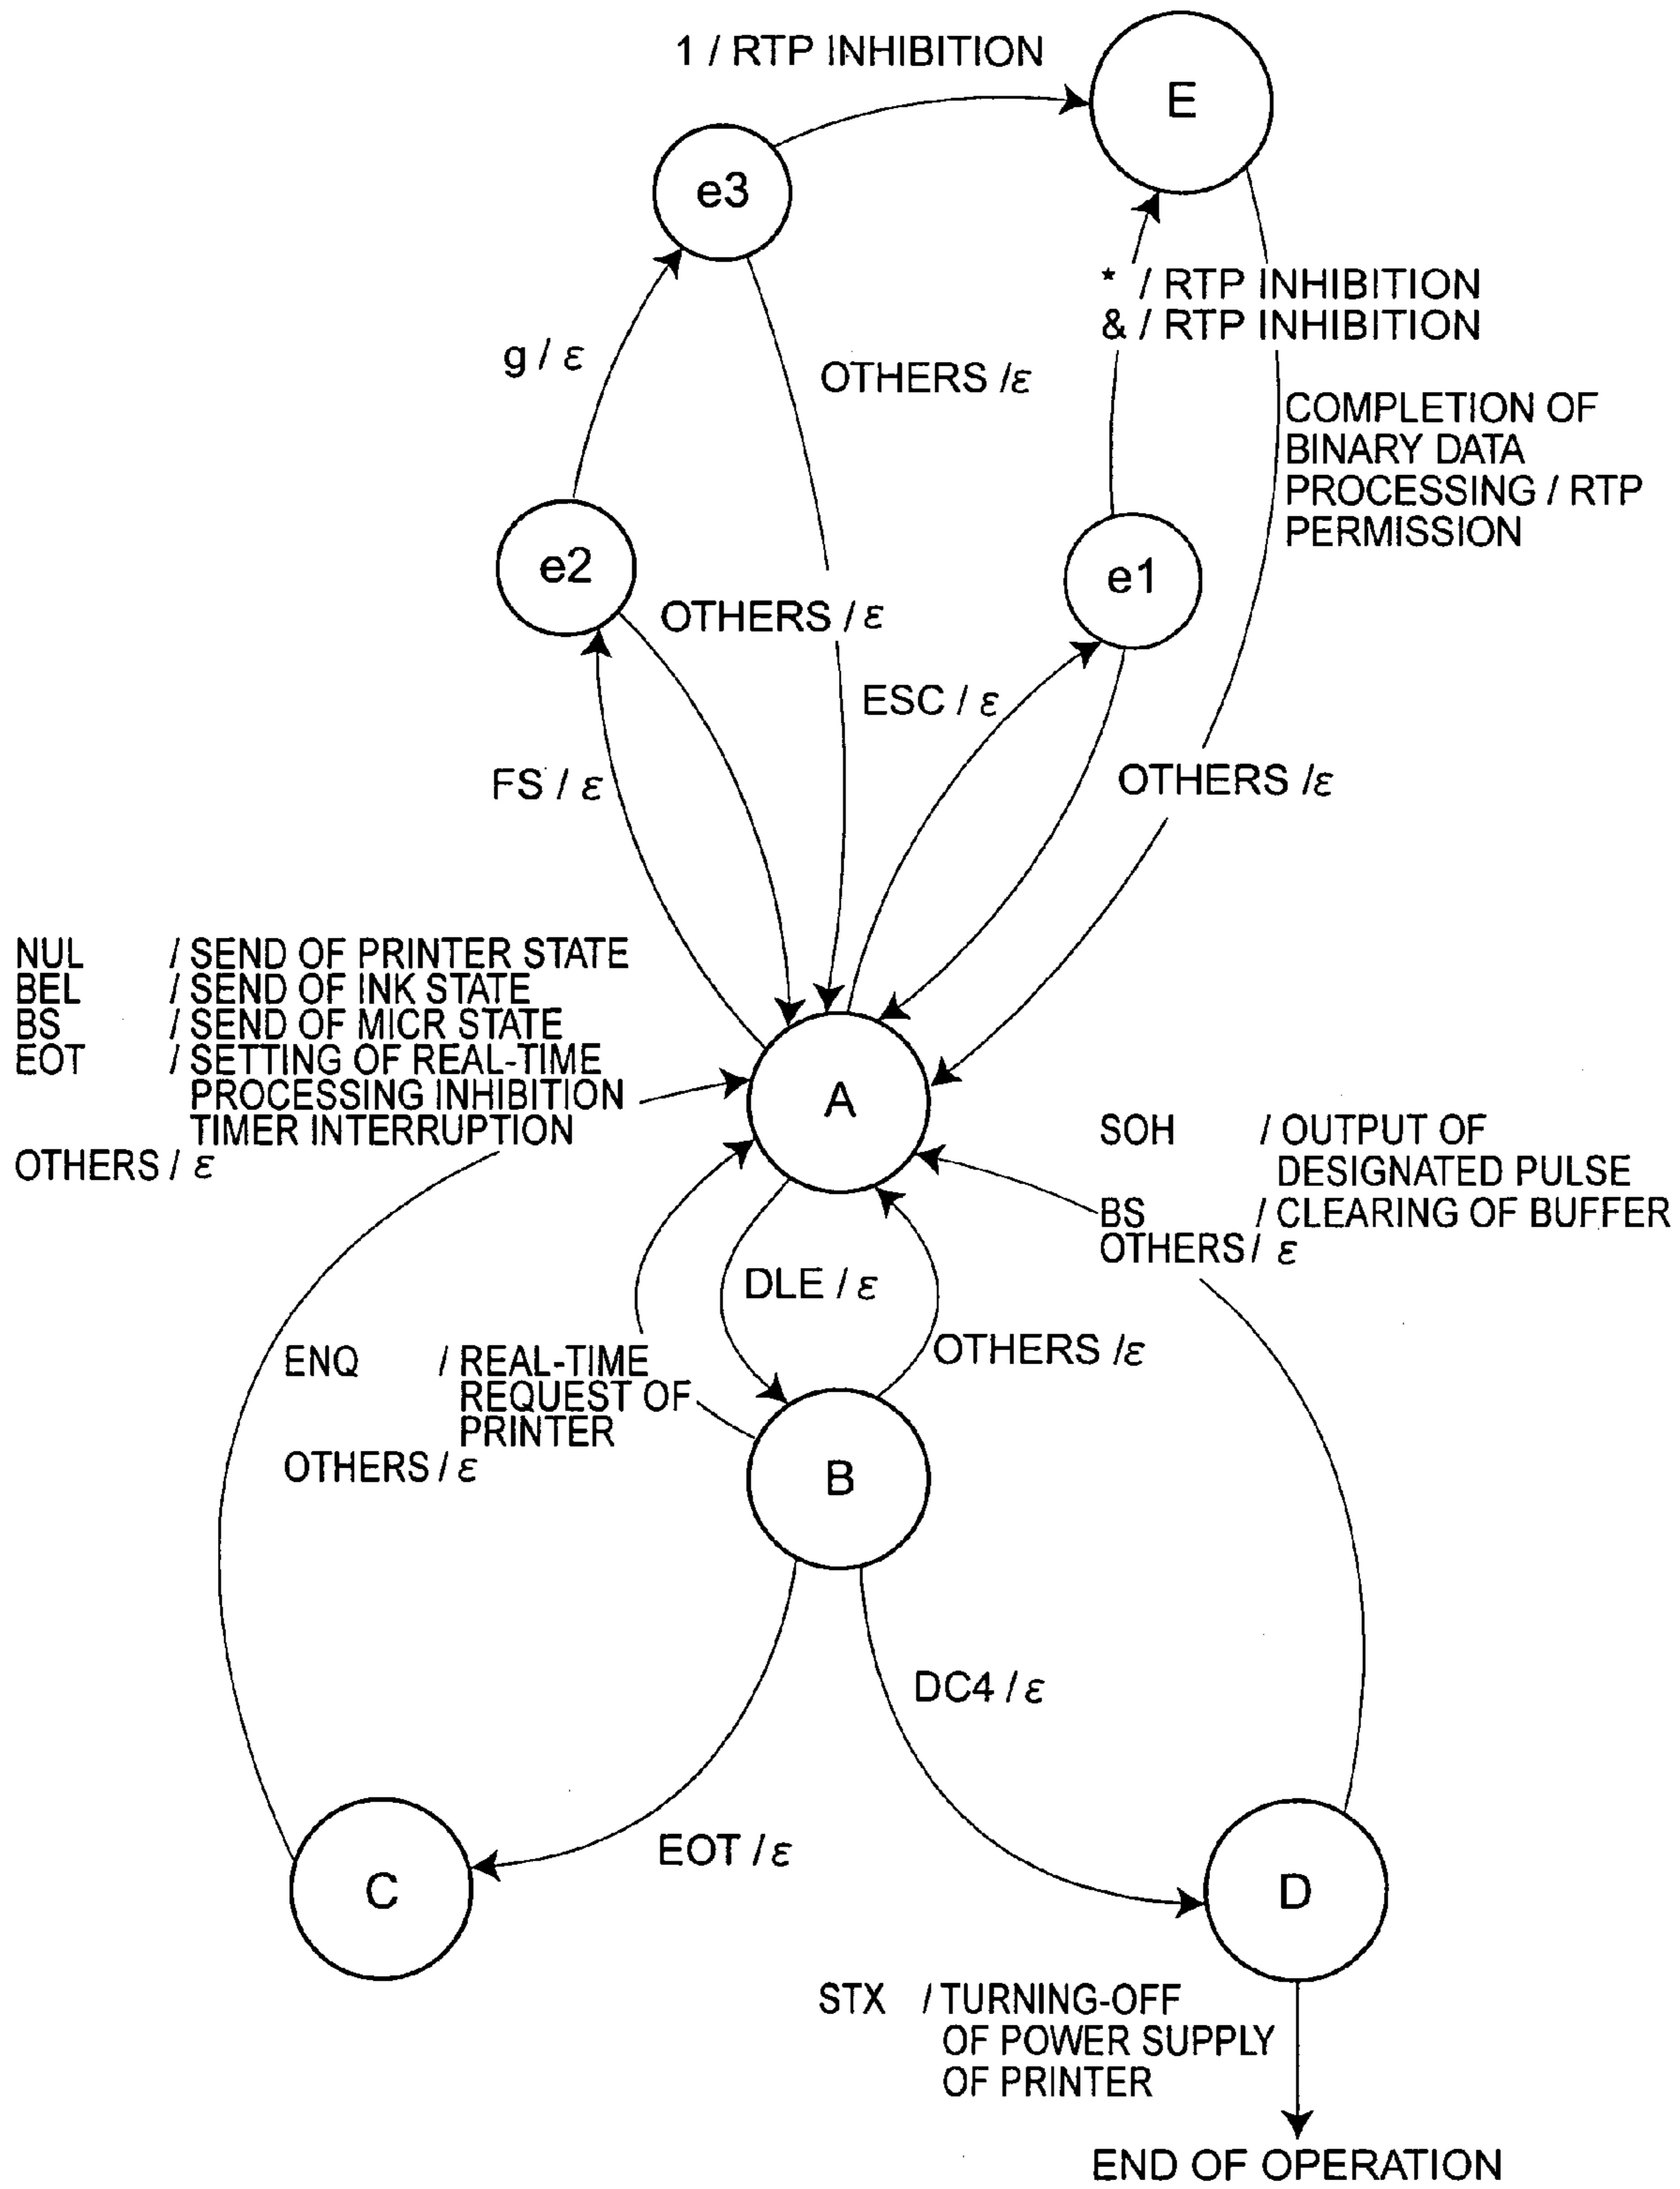 1 / RTP INHIBITION
E
e3
* / RTP INHIBITION
& / RTP INHIBITION
g / ε
OTHERS /ε
COMPLETION OF
BINARY DATA
PROCESSING / RTP
PERMISSION
e2
e1
OTHERS / ε
ESC / ε
FS / ε
OTHERS /ε
NUL / SEND OF PRINTER STATE
BEL / SEND OF INK STATE
BS / SEND OF MICR STATE
EOT / SETTING OF REAL-TIME
PROCESSING INHIBITION
TIMER INTERRUPTION
OTHERS / ε
A
SOH / OUTPUT OF
DESIGNATED PULSE
BS / CLEARING OF BUFFER
OTHERS / ε
DLE / ε
OTHERS /ε
ENQ / REAL-TIME
REQUEST OF
PRINTER
OTHERS / ε
B
DC4 / ε
EOT / ε
C
D
STX / TURNING-OFF
OF POWER SUPPLY
OF PRINTER
END OF OPERATION